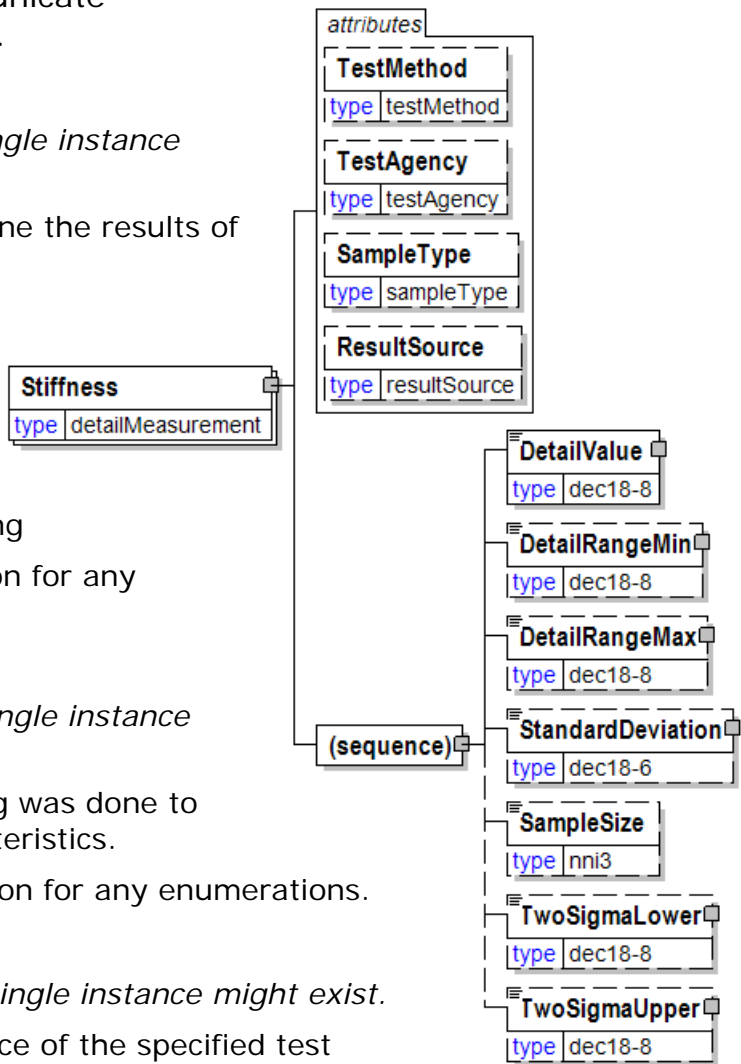 unicate
.
ngle instance
ne the results of
ng
on for any
ngle instance
g was done to
teristics.
on for any enumerations.
ingle instance might exist.
ce of the specified test
attributes
TestMethod
type testMethod
TestAgency
type testAgency
SampleType
type sampleType
ResultSource
type resultSource
Stiffness
type detailMeasurement
(sequence)
DetailValue
type dec18-8
DetailRangeMin
type dec18-8
DetailRangeMax
type dec18-8
StandardDeviation
type dec18-6
SampleSize
type nni3
TwoSigmaLower
type dec18-8
TwoSigmaUpper
type dec18-8